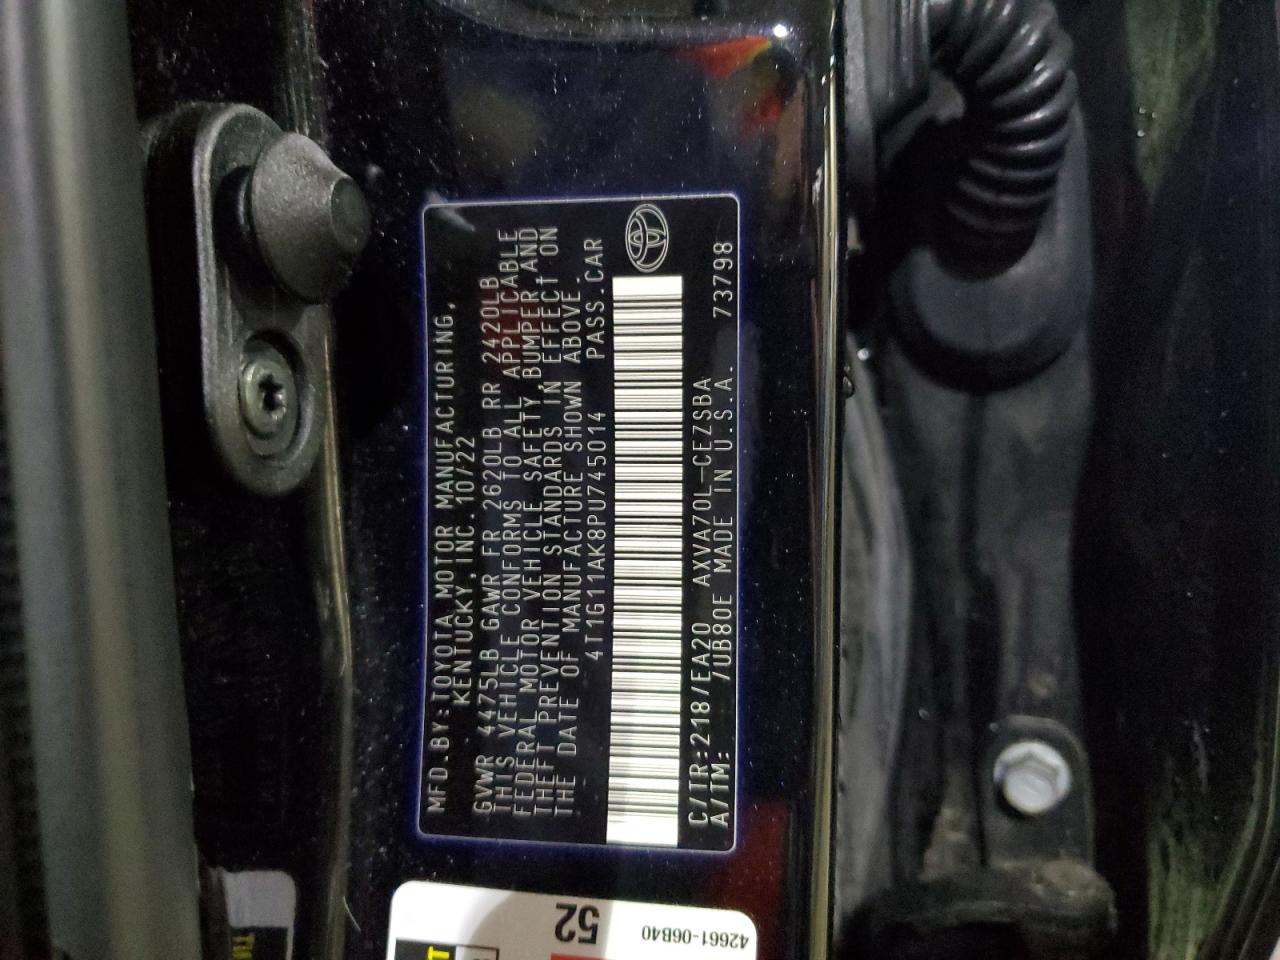 MFD.BY:TOYOTA MOTOR MANUFACTURING,
KENTUCKY,INC. 10/22
GVWR 4475LB GAWR FR 2620LB RR 2420LB
THIS VEHICLE CONFORMS TO ALL APPLICABLE
FEDERAL MOTOR VEHICLE SAFETY,BUMPER AND
THEFT PREVENTION STANDARDS IN EFFECT ON
THE DATE OF MANUFACTURE SHOWN ABOVE.
4T1G11AK8PU745014 PASS.CAR
C/TR:218/EA20 AXVA70L-CEZSBA
A/TM: /UB80E MADE IN U.S.A. 73798
52
42661-06B40